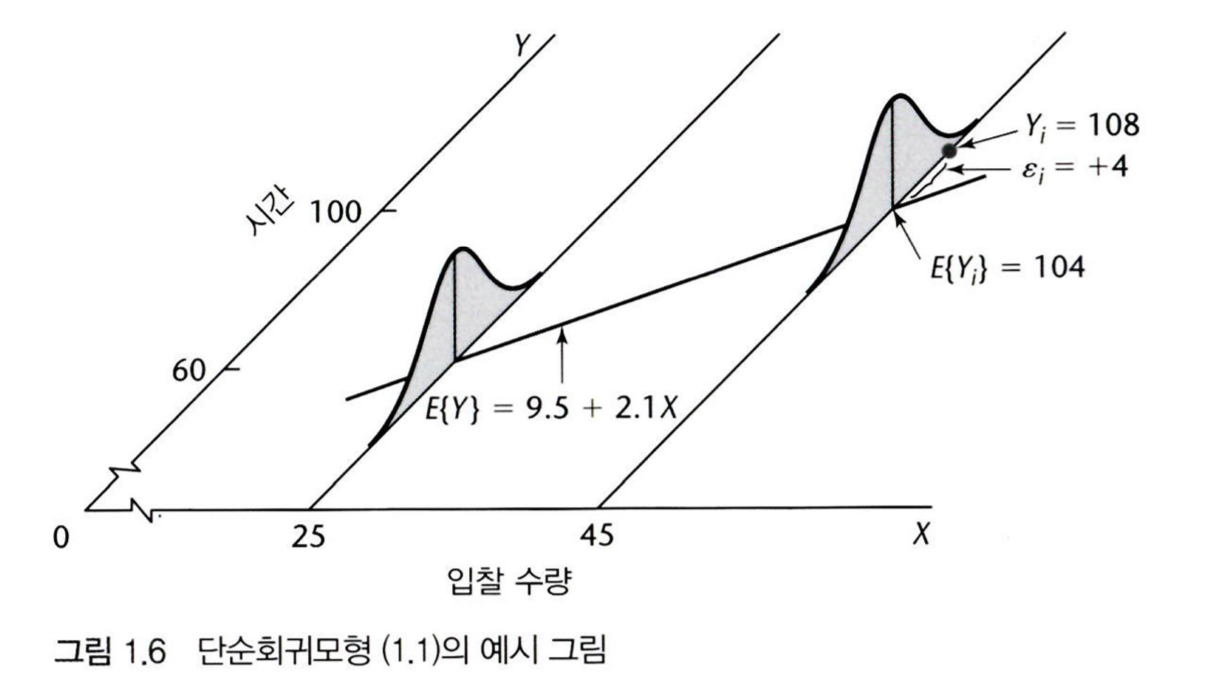 Y
시간
100
60
Y_i = 108
ε_i = +4
E{Y_i} = 104
E{Y} = 9.5 + 2.1X
0
25
45
X
입찰 수량
그림 1.6 단순회귀모형 (1.1)의 예시 그림